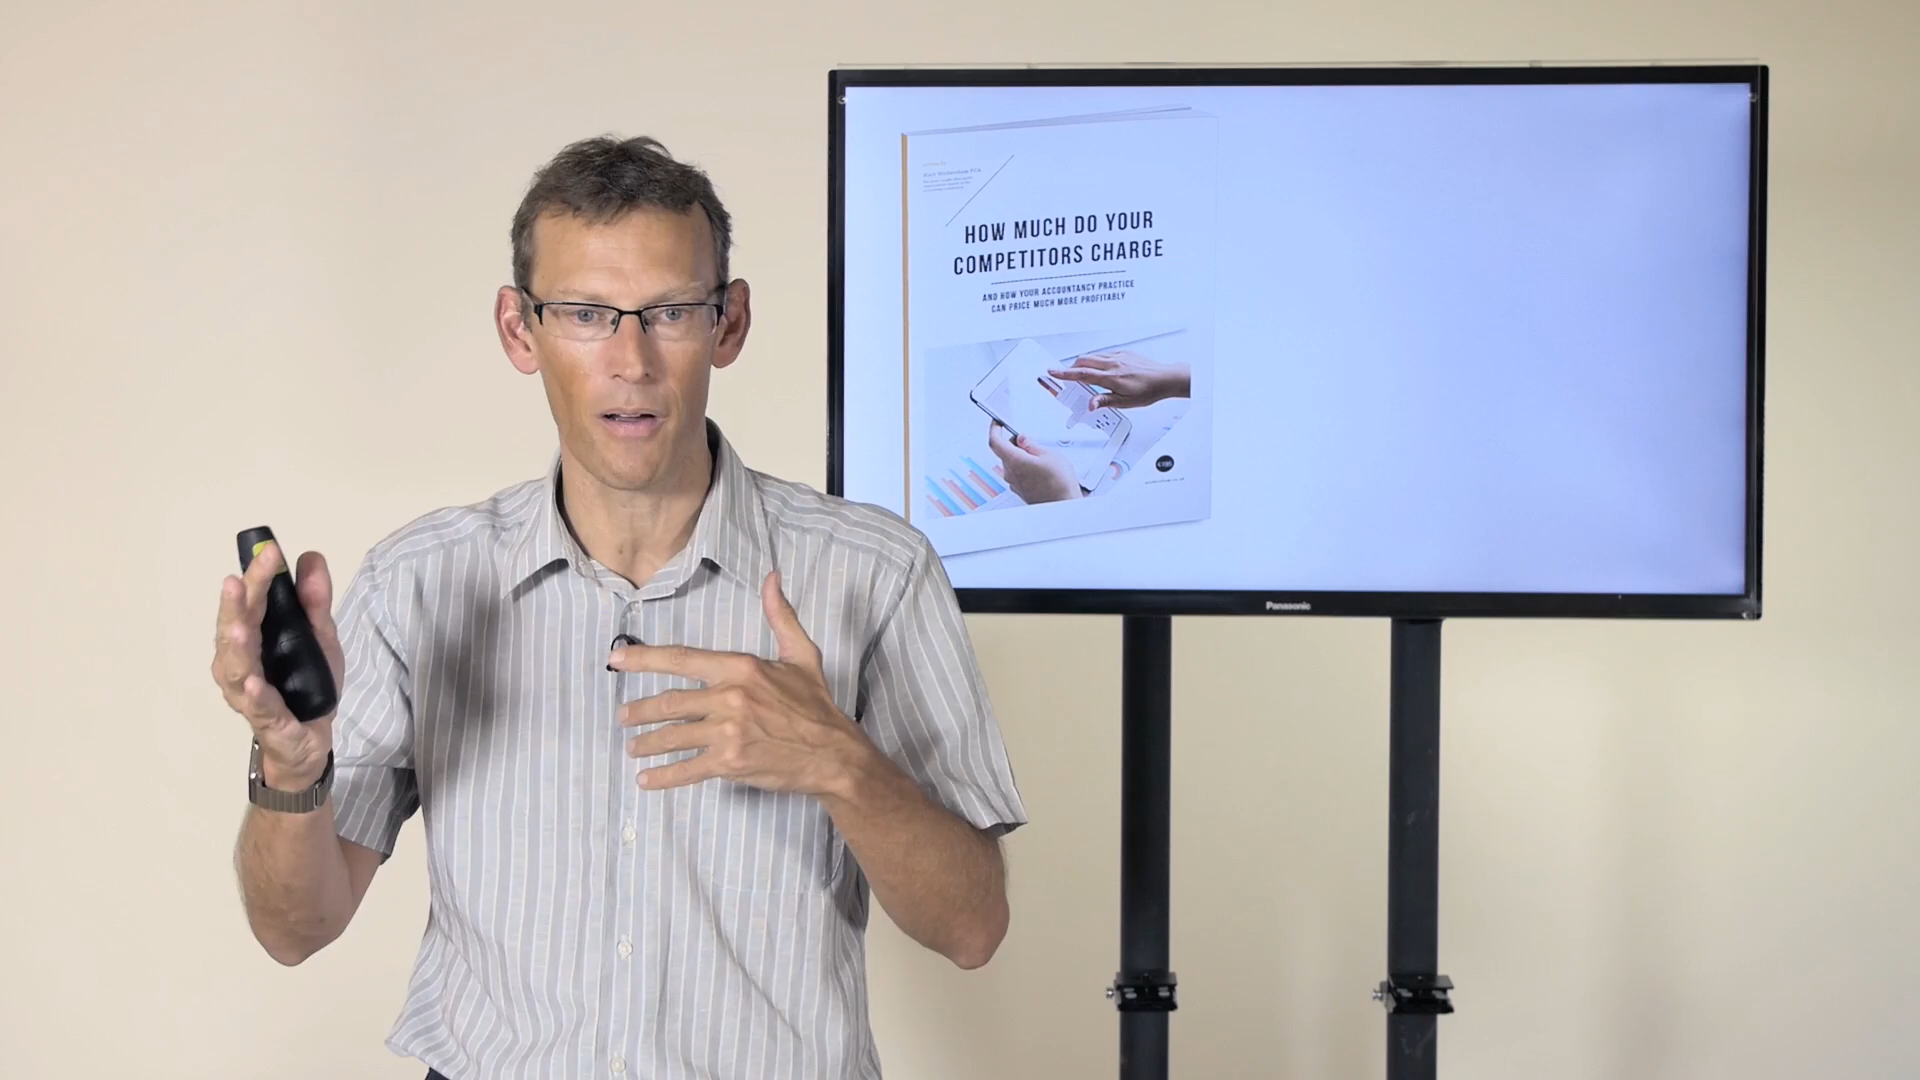 HOW MUCH DO YOUR
COMPETITORS CHARGE
AND HOW YOUR ACCOUNTANCY PRACTICE
CAN PRICE MUCH MORE PROFITABLY
Panasonic